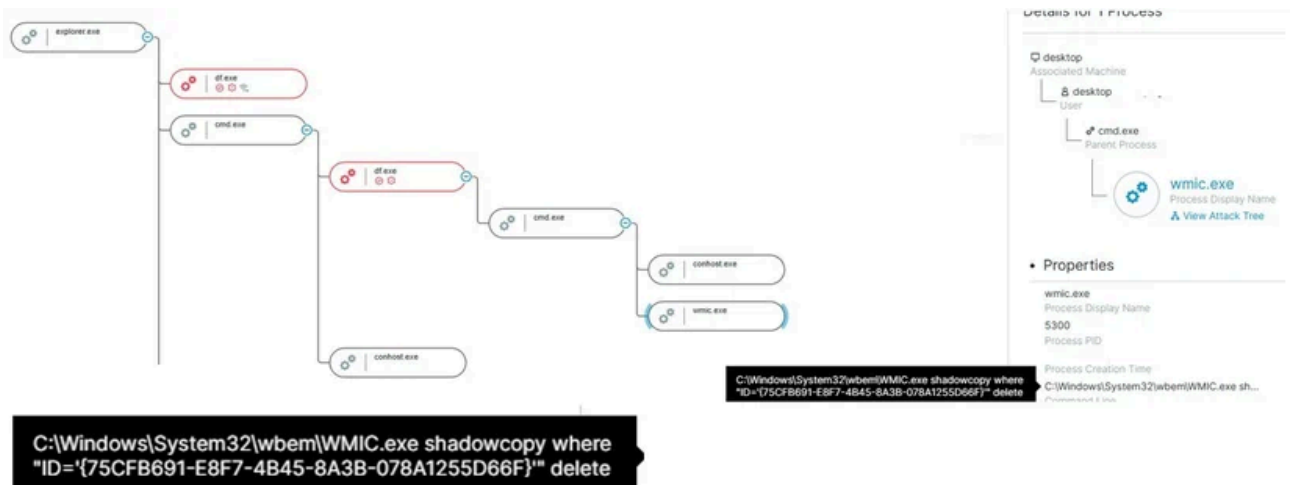 explorer.exe
df.exe
cmd.exe
df.exe
cmd.exe
conhost.exe
wmic.exe
conhost.exe
Details for 1 Process
desktop
Associated Machine
desktop
User
cmd.exe
Parent Process
wmic.exe
Process Display Name
View Attack Tree
• Properties
wmic.exe
Process Display Name
5300
Process PID
Process Creation Time
C:\Windows\System32\wbem\WMIC.exe sh...
Command Line
C:\Windows\System32\wbem\WMIC.exe shadowcopy where
"ID='{75CFB691-E8F7-4B45-8A3B-078A1255D66F}'" delete
C:\Windows\System32\wbem\WMIC.exe shadowcopy where
"ID='{75CFB691-E8F7-4B45-8A3B-078A1255D66F}'" delete